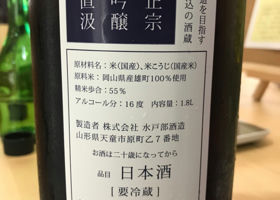 造を目指す
込の酒蔵
正宗
吟醸
直汲
原材料名：米(国産)、米こうじ(国産米)
原料米：岡山県産雄町100％使用
精米歩合：55％
アルコール分：16度　内容量：1.8L
製造者 株式会社 水戸部酒造
山形県天童市原町乙7番地
お酒は二十歳になってから
品目 日本酒
[要冷蔵]